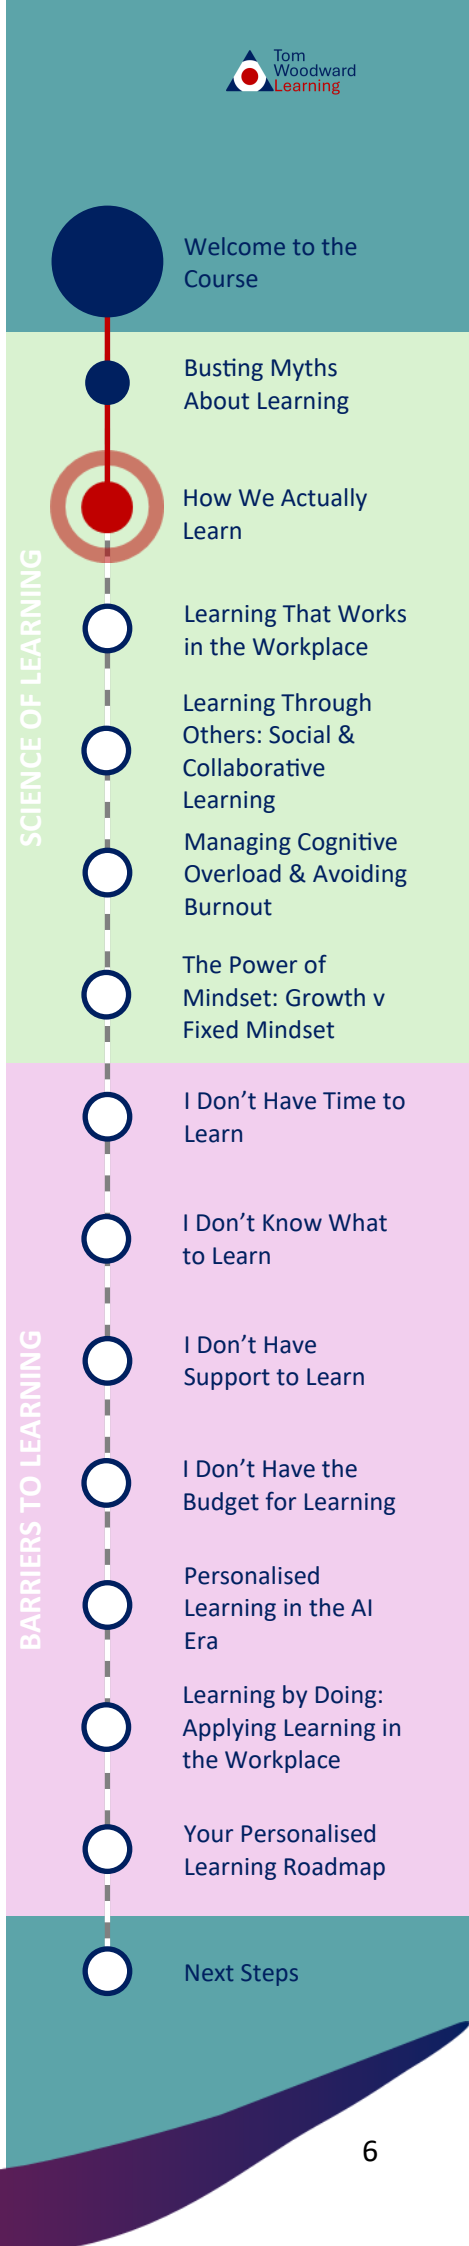 Tom
Woodward
Learning
Welcome to the
Course
SCIENCE OF LEARNING
Busting Myths
About Learning
How We Actually
Learn
Learning That Works
in the Workplace
Learning Through
Others: Social &
Collaborative
Learning
Managing Cognitive
Overload & Avoiding
Burnout
The Power of
Mindset: Growth v
Fixed Mindset
BARRIERS TO LEARNING
I Don’t Have Time to
Learn
I Don’t Know What
to Learn
I Don’t Have
Support to Learn
I Don’t Have the
Budget for Learning
Personalised
Learning in the AI
Era
Learning by Doing:
Applying Learning in
the Workplace
Your Personalised
Learning Roadmap
Next Steps
6